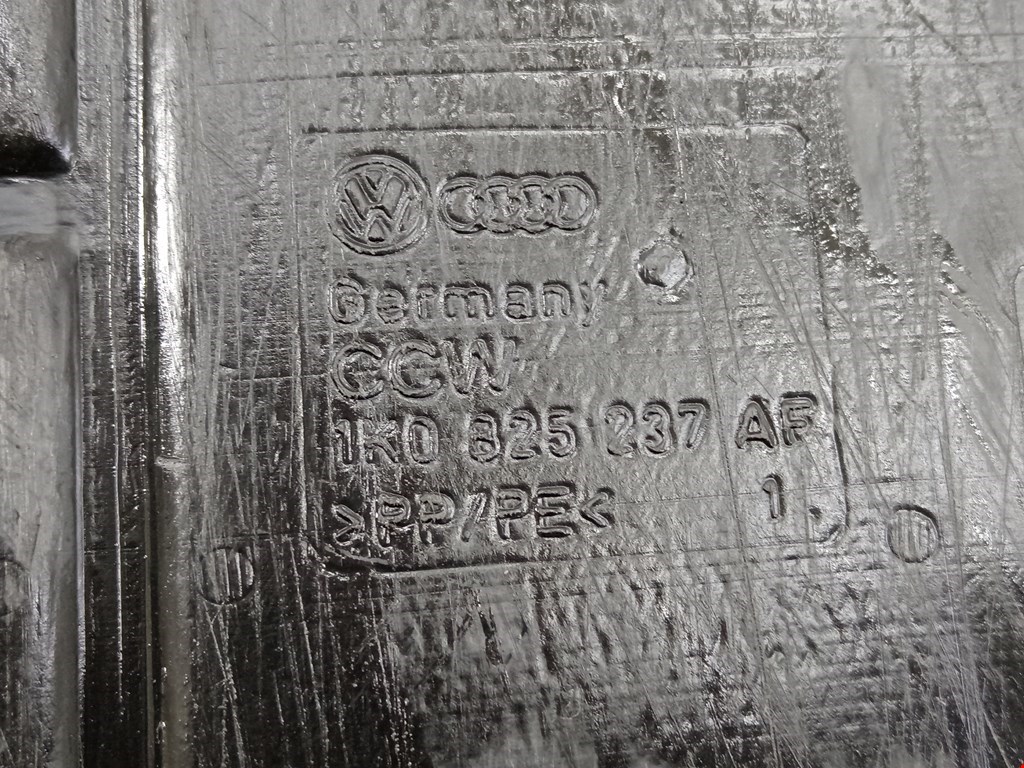 Germany
CCW
1K0 825 237 AF
>PP/PE< 1